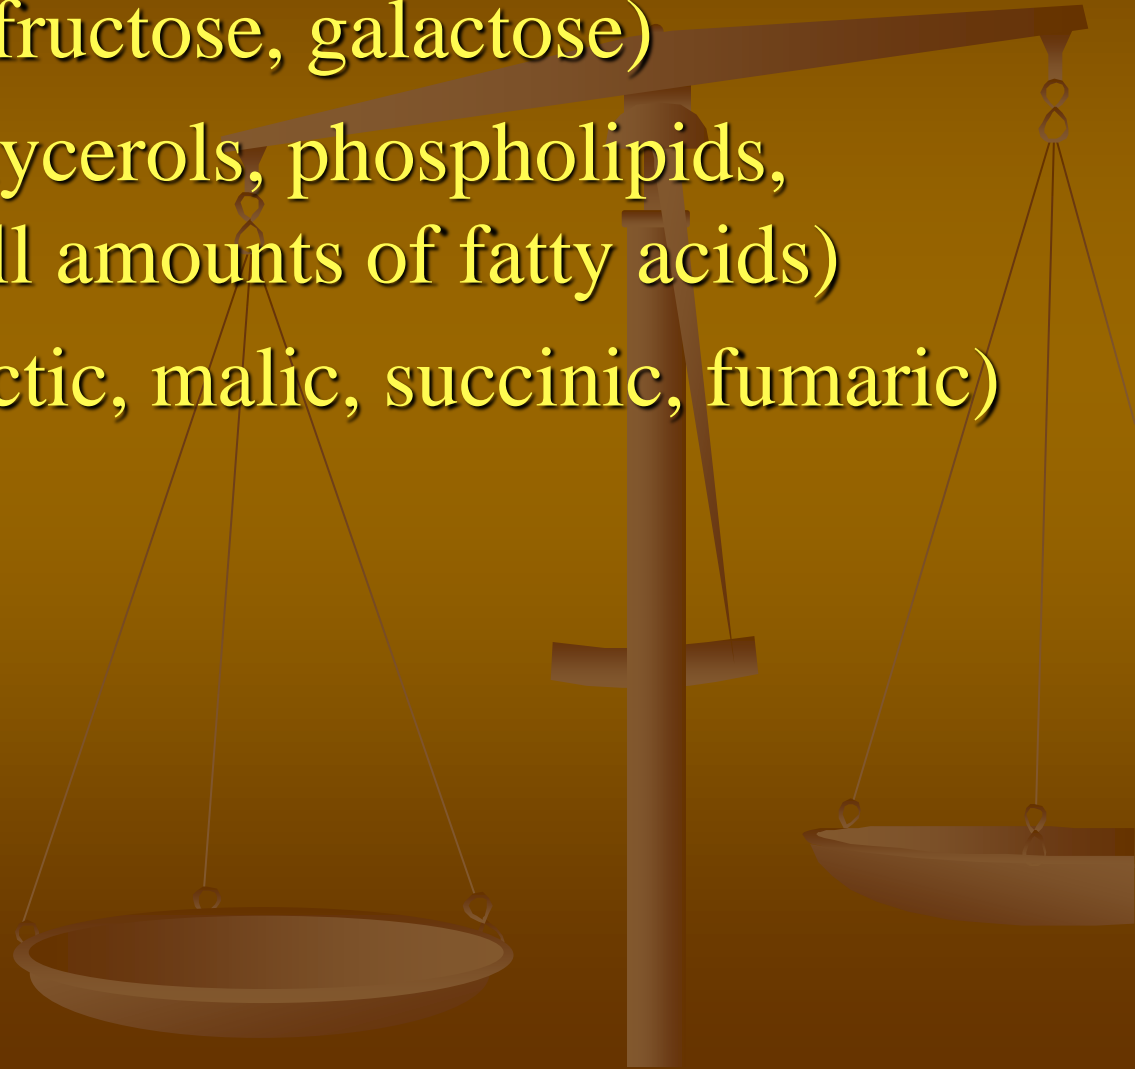 fructose, galactose)
ycerols, phospholipids,
ll amounts of fatty acids)
ctic, malic, succinic, fumaric)